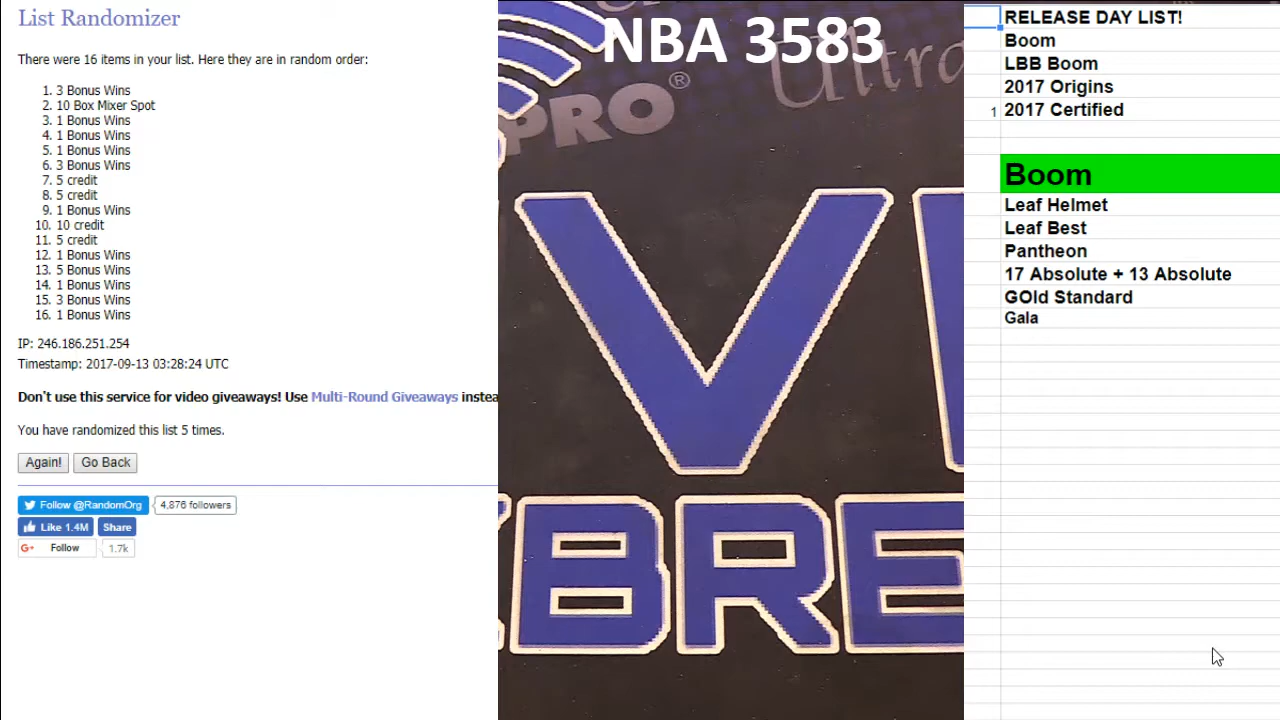 List Randomizer
There were 16 items in your list. Here they are in random order:
1. 3 Bonus Wins
2. 10 Box Mixer Spot
3. 1 Bonus Wins
4. 1 Bonus Wins
5. 1 Bonus Wins
6. 3 Bonus Wins
7. 5 credit
8. 5 credit
9. 1 Bonus Wins
10. 10 credit
11. 5 credit
12. 1 Bonus Wins
13. 5 Bonus Wins
14. 1 Bonus Wins
15. 3 Bonus Wins
16. 1 Bonus Wins
IP: 246.186.251.254
Timestamp: 2017-09-13 03:28:24 UTC
Don't use this service for video giveaways! Use Multi-Round Giveaways instea
You have randomized this list 5 times.
Again! Go Back
Follow @RandomOrg 4,876 followers
Like 1.4M Share
G+ Follow 1.7k
NBA 3583
PRO® Ultra
V
BRE
RELEASE DAY LIST!
Boom
LBB Boom
2017 Origins
1 2017 Certified
Boom
Leaf Helmet
Leaf Best
Pantheon
17 Absolute + 13 Absolute
GOld Standard
Gala